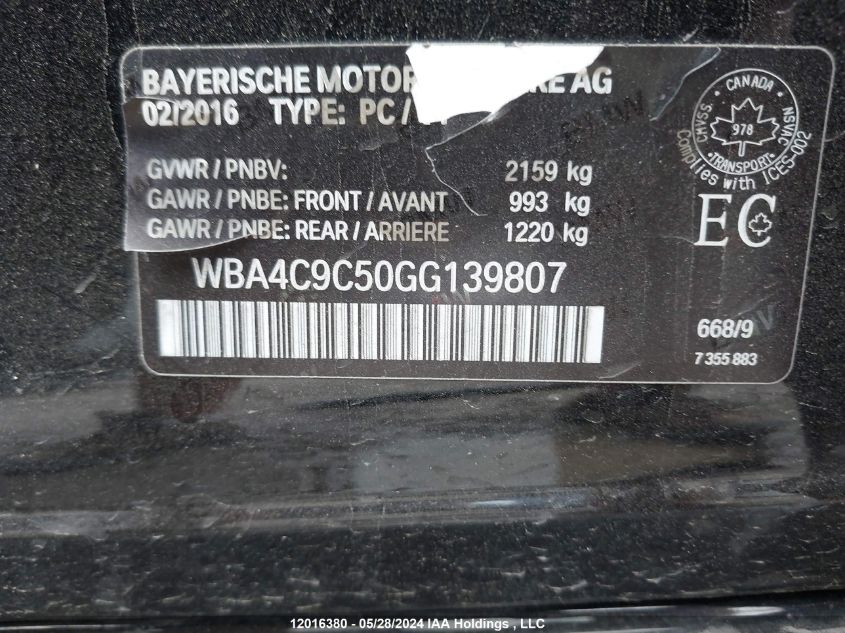 BAYERISCHE MOTOR AG
02/2016 TYPE: PC /
GVWR / PNBV: 2159 kg
GAWR / PNBE: FRONT / AVANT 993 kg
GAWR / PNBE: REAR / ARRIERE 1220 kg
WBA4C9C50GG139807
CANADA
CMVSS. NSVAC
978
TRANSPORT
Complies with ICES-002
EC
668/9
7 355 883
12016380 - 05/28/2024 IAA Holdings , LLC